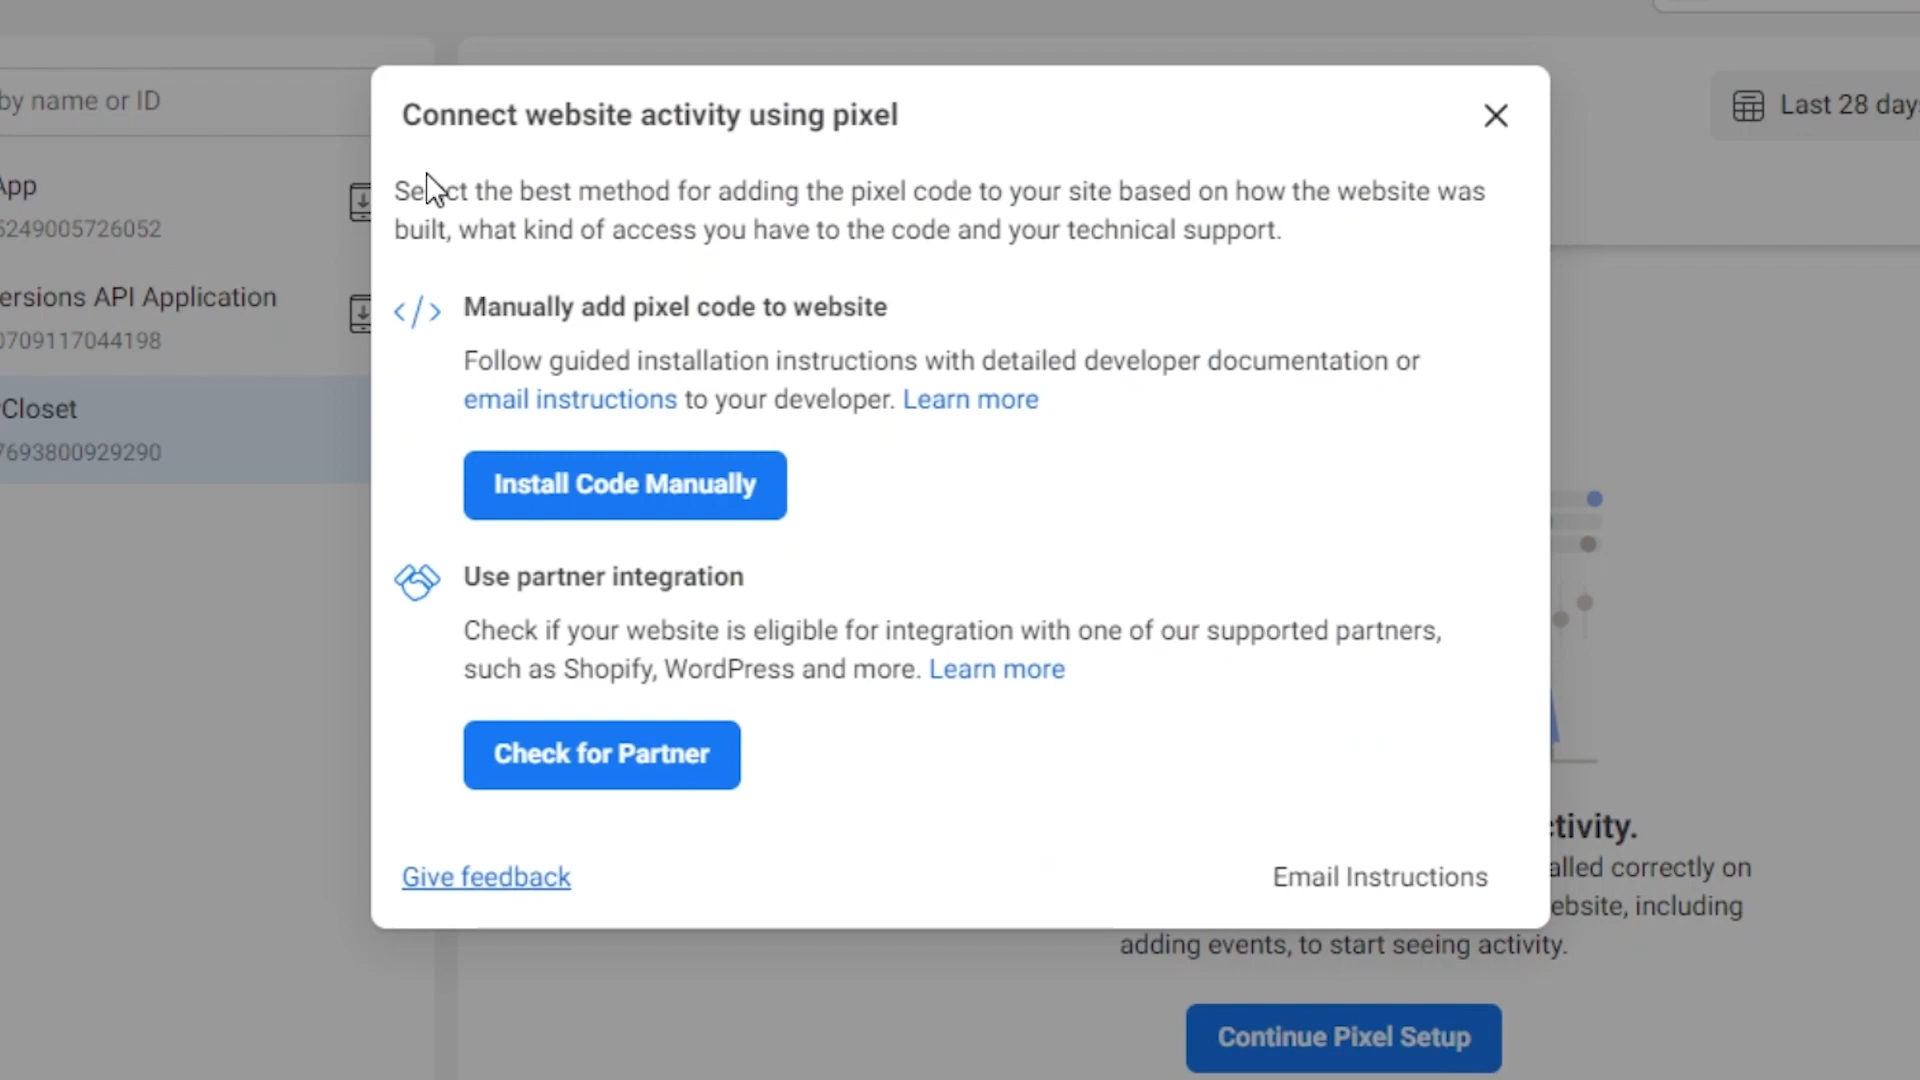 by name or ID
App
5249005726052
ersions API Application
0709117044198
Closet
7693800929290
Last 28 days
Connect website activity using pixel
Select the best method for adding the pixel code to your site based on how the website was
built, what kind of access you have to the code and your technical support.
</>
Manually add pixel code to website
Follow guided installation instructions with detailed developer documentation or
email instructions to your developer. Learn more
Install Code Manually
Use partner integration
Check if your website is eligible for integration with one of our supported partners,
such as Shopify, WordPress and more. Learn more
Check for Partner
Give feedback
Email Instructions
ctivity.
alled correctly on
ebsite, including
adding events, to start seeing activity.
Continue Pixel Setup